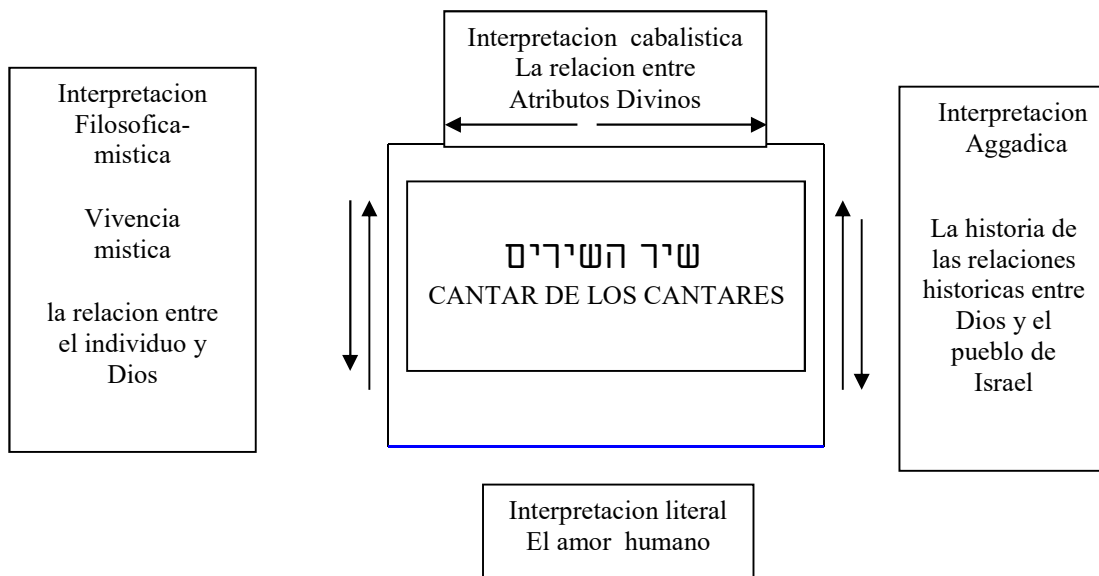 Interpretacion cabalistica
La relacion entre
Atributos Divinos
Interpretacion
Filosofica-
mistica
Vivencia
mistica
la relacion entre
el individuo y
Dios
שיר השירים
CANTAR DE LOS CANTARES
Interpretacion
Aggadica
La historia de
las relaciones
historicas entre
Dios y el
pueblo de
Israel
Interpretacion literal
El amor humano